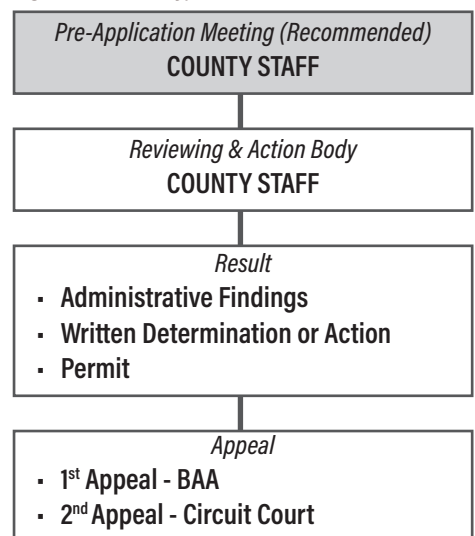 Pre-Application Meeting (Recommended)
COUNTY STAFF
Reviewing & Action Body
COUNTY STAFF
Result
▪ Administrative Findings
▪ Written Determination or Action
▪ Permit
Appeal
▪ 1st Appeal - BAA
▪ 2nd Appeal - Circuit Court